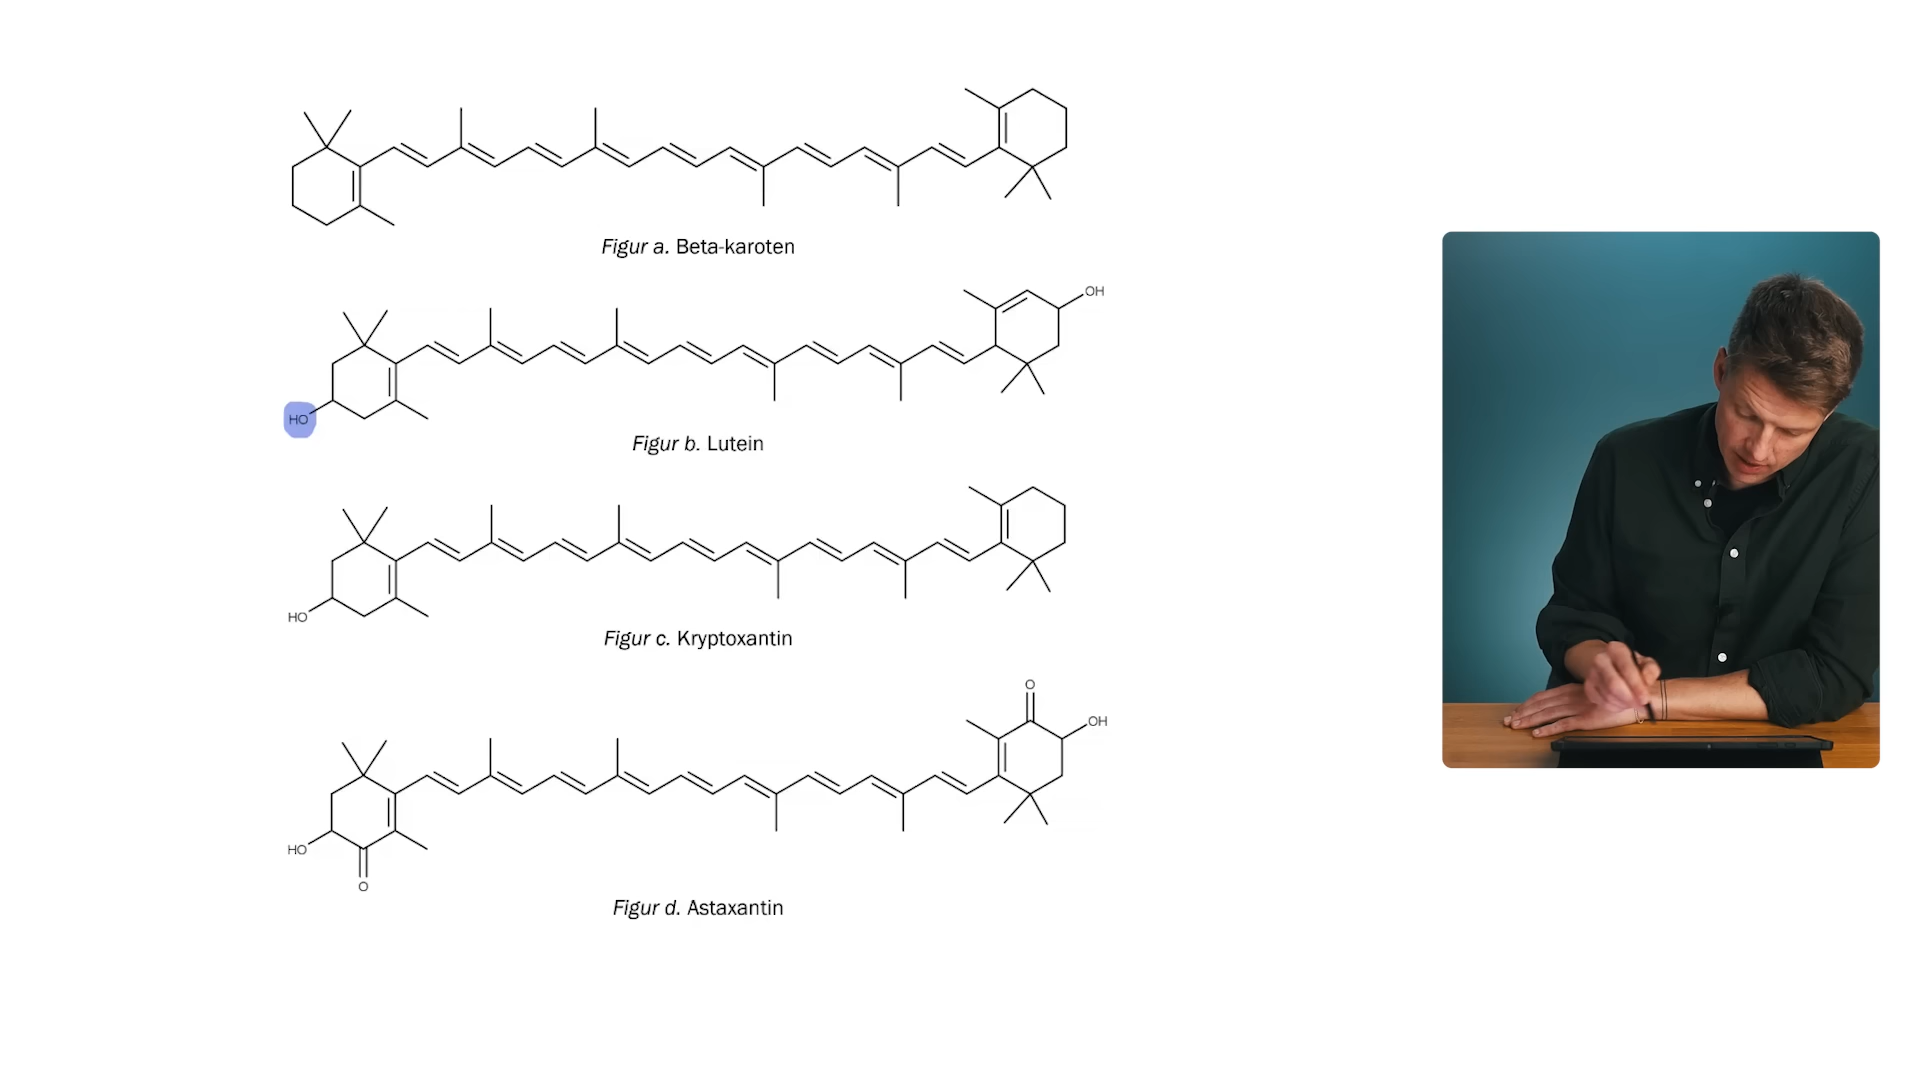 Figur a. Beta-karoten
OH
HO
Figur b. Lutein
HO
Figur c. Kryptoxantin
O
OH
HO
O
Figur d. Astaxantin